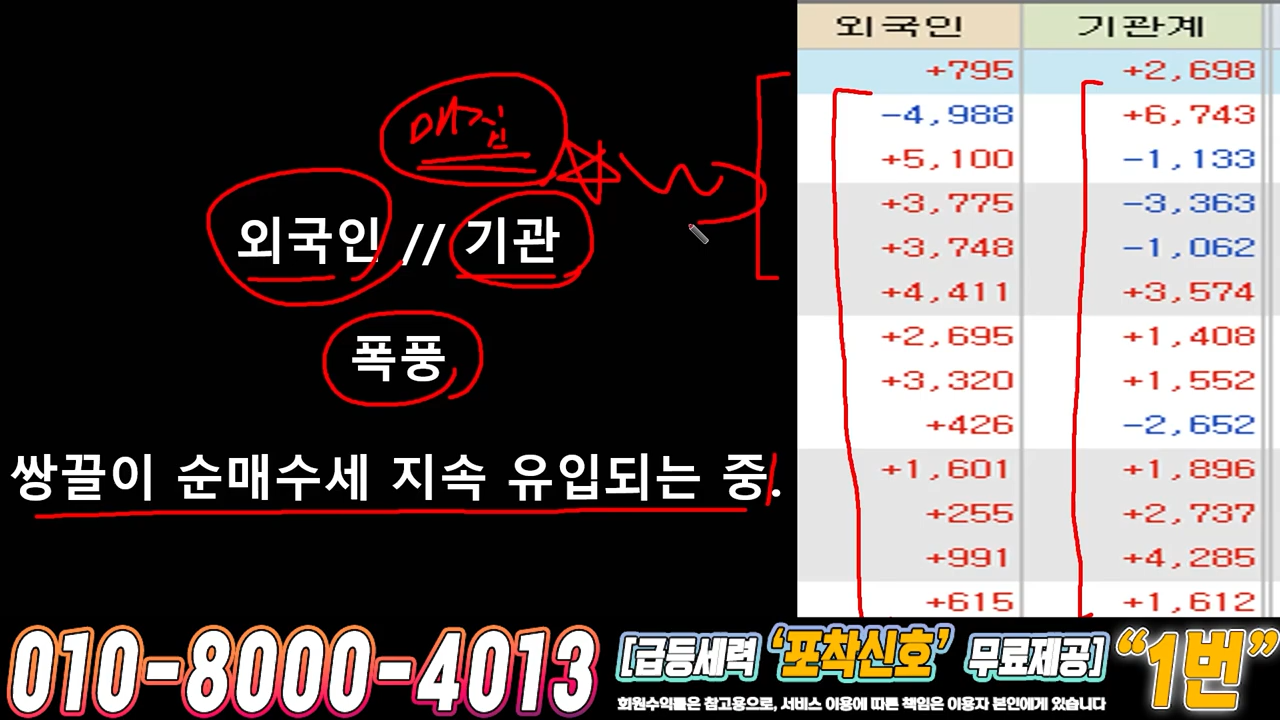 매집
외국인 // 기관
폭풍
쌍끌이 순매수세 지속 유입되는 중.
외국인 기관계
+795 +2,698
-4,988 +6,743
+5,100 -1,133
+3,775 -3,363
+3,748 -1,062
+4,411 +3,574
+2,695 +1,408
+3,320 +1,552
+426 -2,652
+1,601 +1,896
+255 +2,737
+991 +4,285
+615 +1,612
010-8000-4013 [급등세력 '포착신호' 무료제공] "1번"
회원수익률은 참고용으로, 서비스 이용에 따른 책임은 이용자 본인에게 있습니다